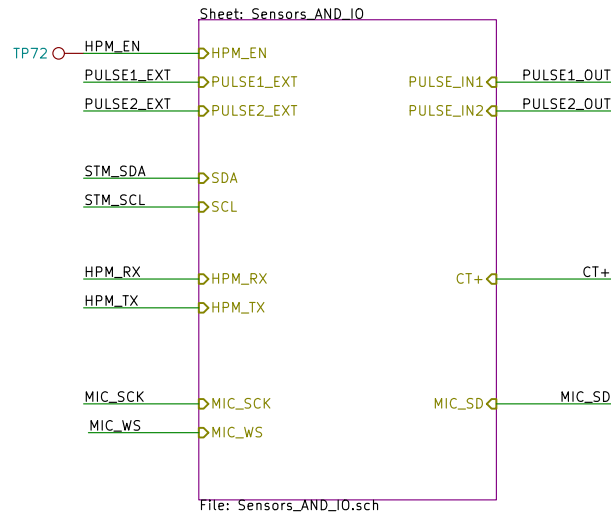 Sheet: Sensors_AND_IO
TP72 HPM_EN HPM_EN
PULSE1_EXT PULSE1_EXT PULSE_IN1 PULSE1_OUT
PULSE2_EXT PULSE2_EXT PULSE_IN2 PULSE2_OUT
STM_SDA SDA
STM_SCL SCL
HPM_RX HPM_RX CT+ CT+
HPM_TX HPM_TX
MIC_SCK MIC_SCK MIC_SD MIC_SD
MIC_WS MIC_WS
File: Sensors_AND_IO.sch